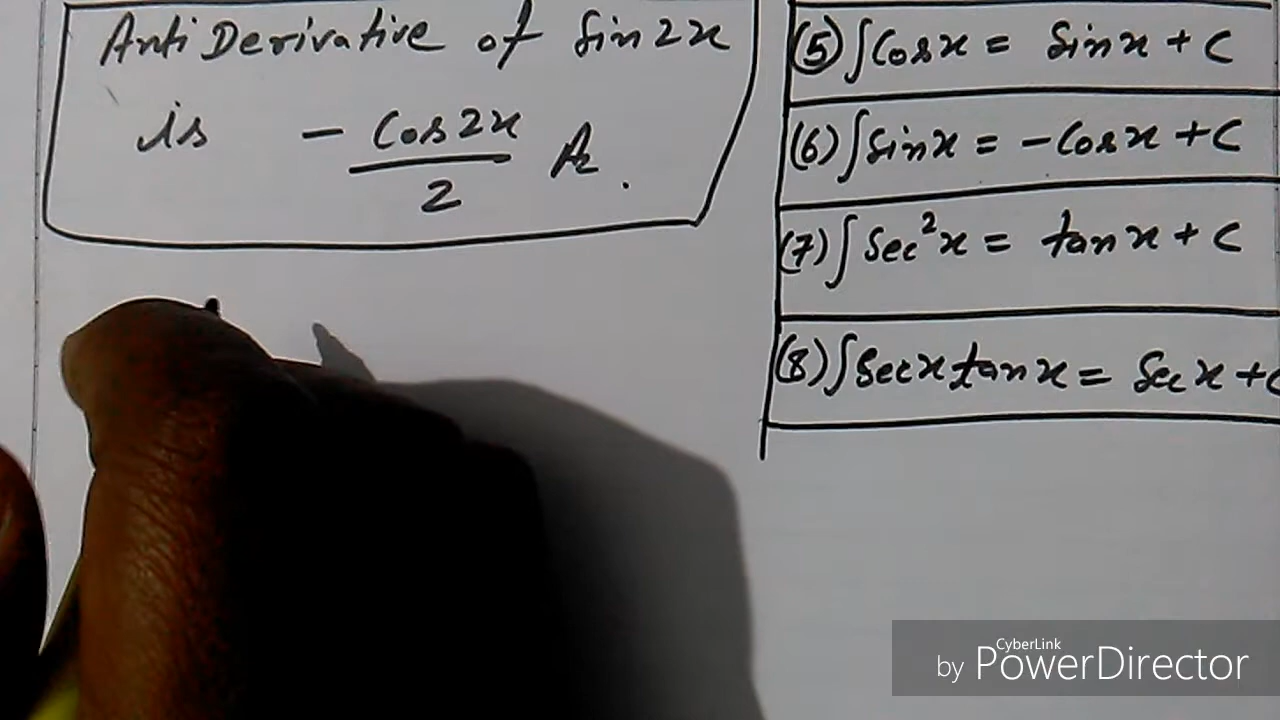 Anti Derivative of Sin2x
is - Cos2x / 2 Ar.
(5) ∫Cosx = Sinx + C
(6) ∫Sinx = -Cosx + C
(7) ∫Sec²x = tanx + C
(8) ∫Secx tanx = Secx + C
CyberLink
by PowerDirector